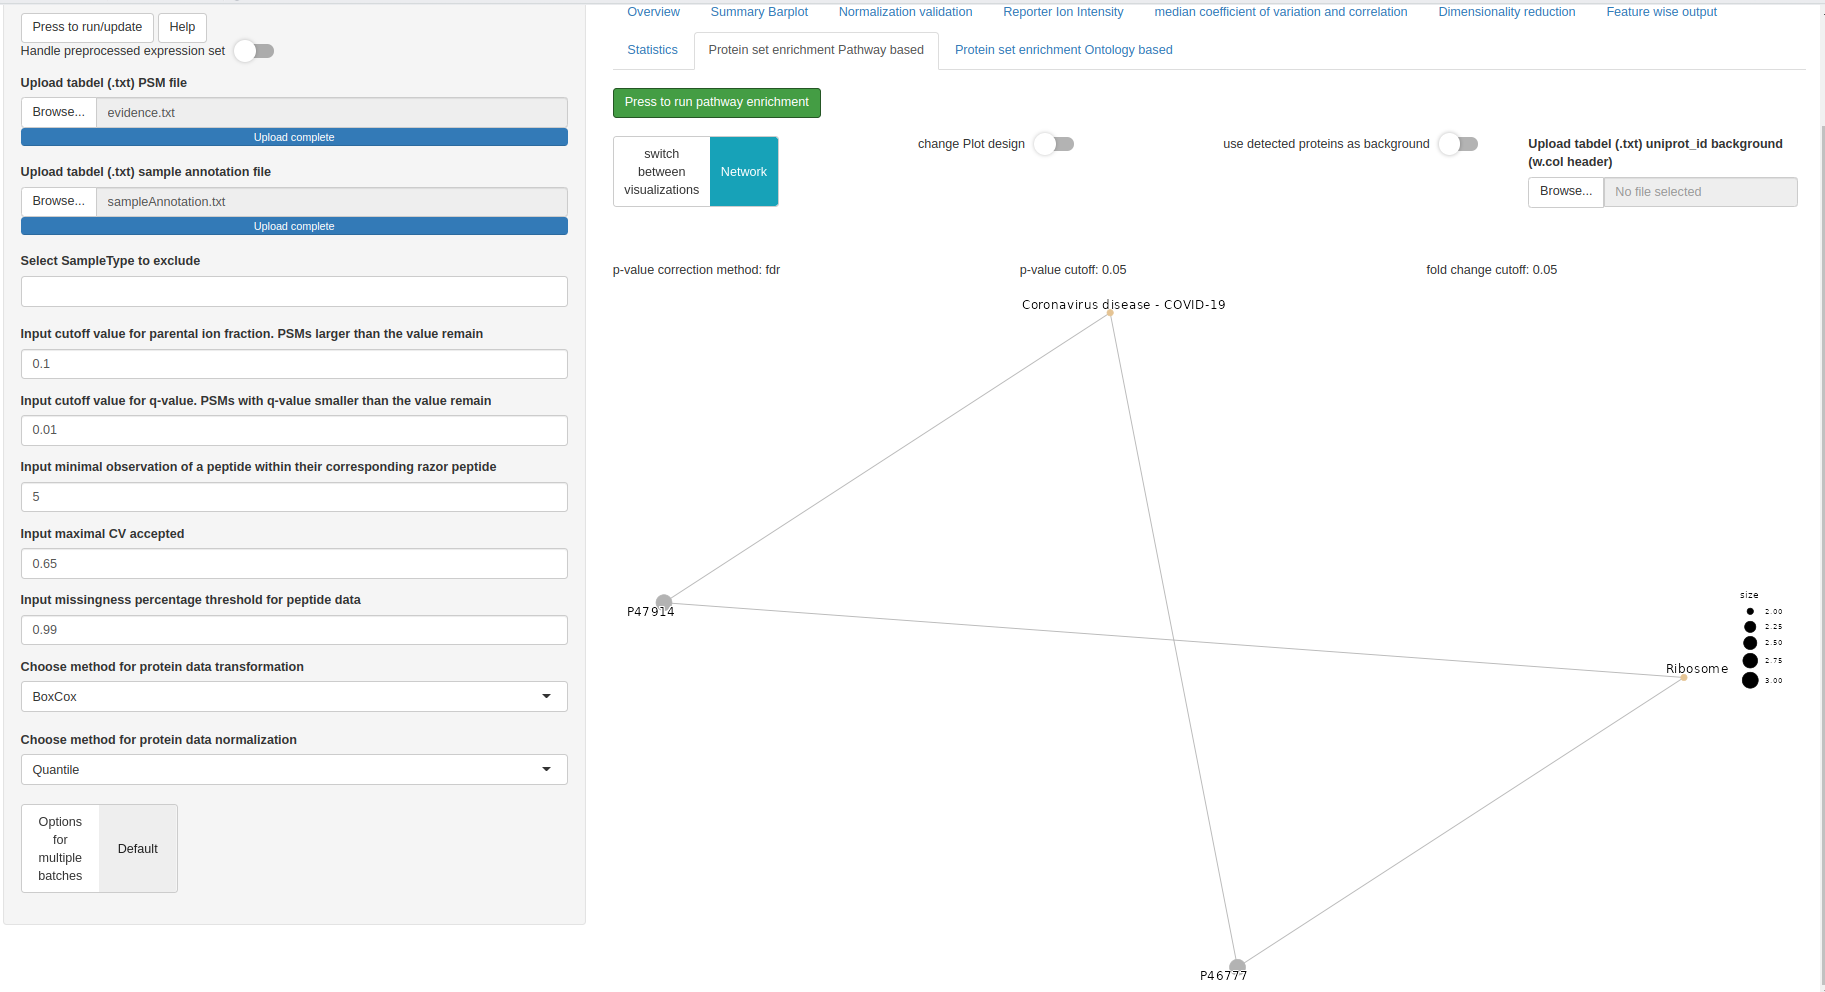 Press to run/update
Help
Handle preprocessed expression set
Upload tabdel (.txt) PSM file
Browse...
evidence.txt
Upload complete
Upload tabdel (.txt) sample annotation file
Browse...
sampleAnnotation.txt
Upload complete
Select SampleType to exclude
Input cutoff value for parental ion fraction. PSMs larger than the value remain
0.1
Input cutoff value for q-value. PSMs with q-value smaller than the value remain
0.01
Input minimal observation of a peptide within their corresponding razor peptide
5
Input maximal CV accepted
0.65
Input missingness percentage threshold for peptide data
0.99
Choose method for protein data transformation
BoxCox
Choose method for protein data normalization
Quantile
Options
for
multiple
batches
Default
Overview
Summary Barplot
Normalization validation
Reporter Ion Intensity
median coefficient of variation and correlation
Dimensionality reduction
Feature wise output
Statistics
Protein set enrichment Pathway based
Protein set enrichment Ontology based
Press to run pathway enrichment
switch
between
visualizations
Network
change Plot design
use detected proteins as background
Upload tabdel (.txt) uniprot_id background
(w.col header)
Browse...
No file selected
p-value correction method: fdr
p-value cutoff: 0.05
fold change cutoff: 0.05
Coronavirus disease - COVID-19
P47914
Ribosome
P46777
size
2.00
2.25
2.50
2.75
3.00